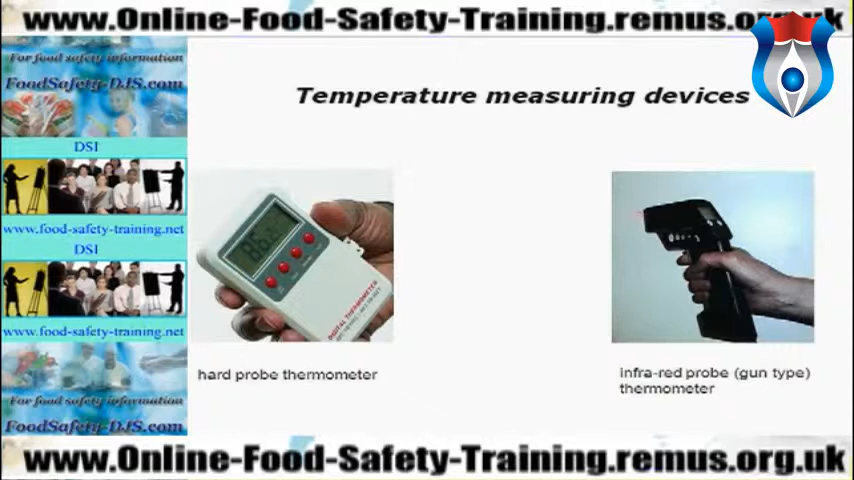 www.Online-Food-Safety-Training.remus.org.uk
For food safety information
FoodSafety-DJS.com
DSI
www.food-safety-training.net
DSI
www.food-safety-training.net
For food safety information
FoodSafety-DJS.com
Temperature measuring devices
DIGITAL THERMOMETER
hard probe thermometer
infra-red probe (gun type)
thermometer
www.Online-Food-Safety-Training.remus.org.uk